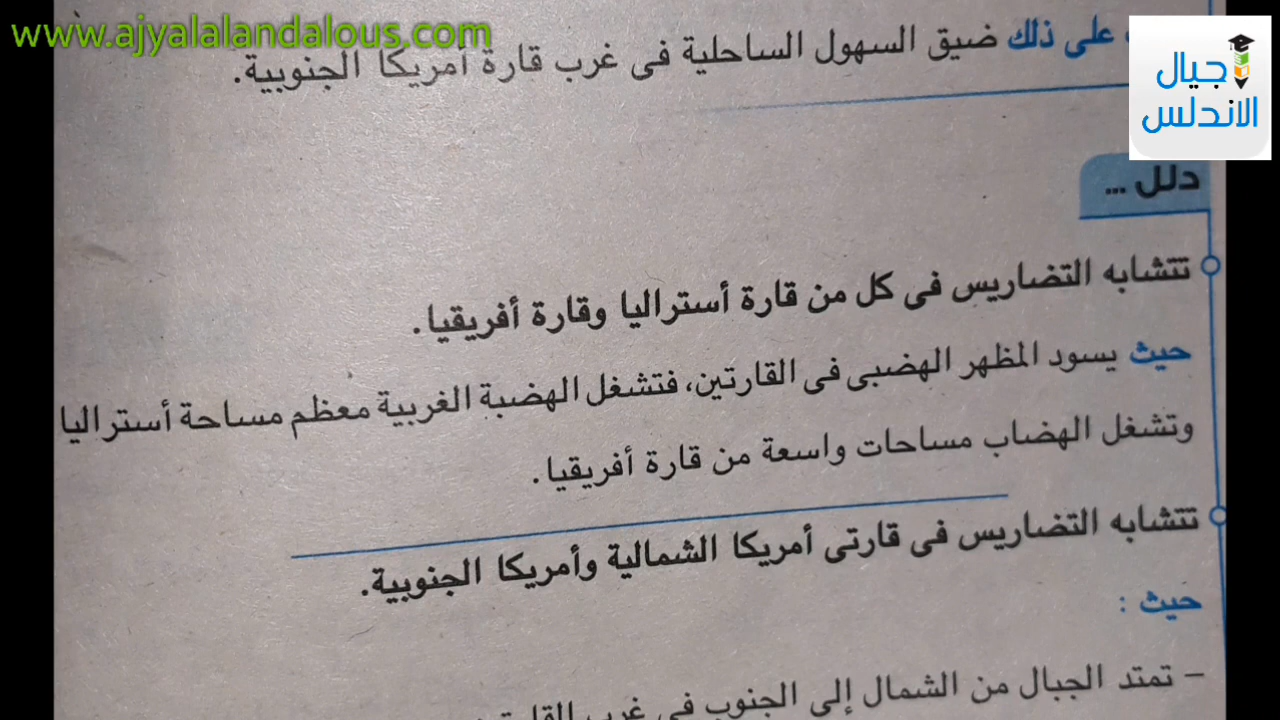 www.ajyalalandalous.com
على ذلك ضيق السهول الساحلية فى غرب قارة أمريكا الجنوبية.
أجيال
الاندلس
دلل ...
تتشابه التضاريس فى كل من قارة أستراليا وقارة أفريقيا.
حيث يسود المظهر الهضبى فى القارتين، فتشغل الهضبة الغربية معظم مساحة أستراليا
وتشغل الهضاب مساحات واسعة من قارة أفريقيا.
تتشابه التضاريس فى قارتى أمريكا الشمالية وأمريكا الجنوبية.
حيث :
- تمتد الجبال من الشمال إلى الجنوب فى غرب